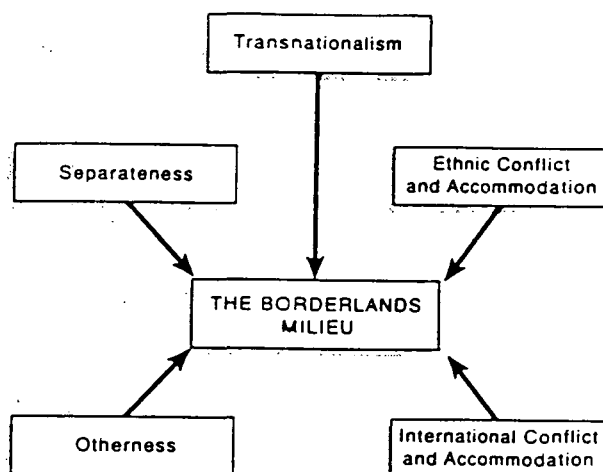 Transnationalism
Separateness
Ethnic Conflict
and Accommodation
THE BORDERLANDS
MILIEU
Otherness
International Conflict
and Accommodation